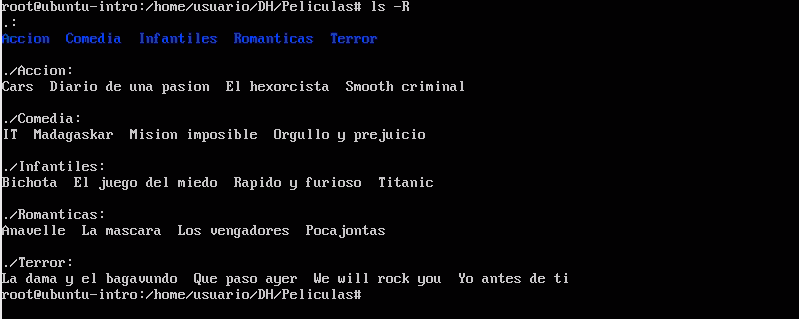 root@ubuntu-intro:/home/usuario/DH/Peliculas# ls -R
.:
Accion  Comedia  Infantiles  Romanticas  Terror
./Accion:
Cars  Diario de una pasion  El hexorcista  Smooth criminal
./Comedia:
IT  Madagaskar  Mision imposible  Orgullo y prejuicio
./Infantiles:
Bichota  El juego del miedo  Rapido y furioso  Titanic
./Romanticas:
Anavelle  La mascara  Los vengadores  Pocajontas
./Terror:
La dama y el bagavundo  Que paso ayer  We will rock you  Yo antes de ti
root@ubuntu-intro:/home/usuario/DH/Peliculas#